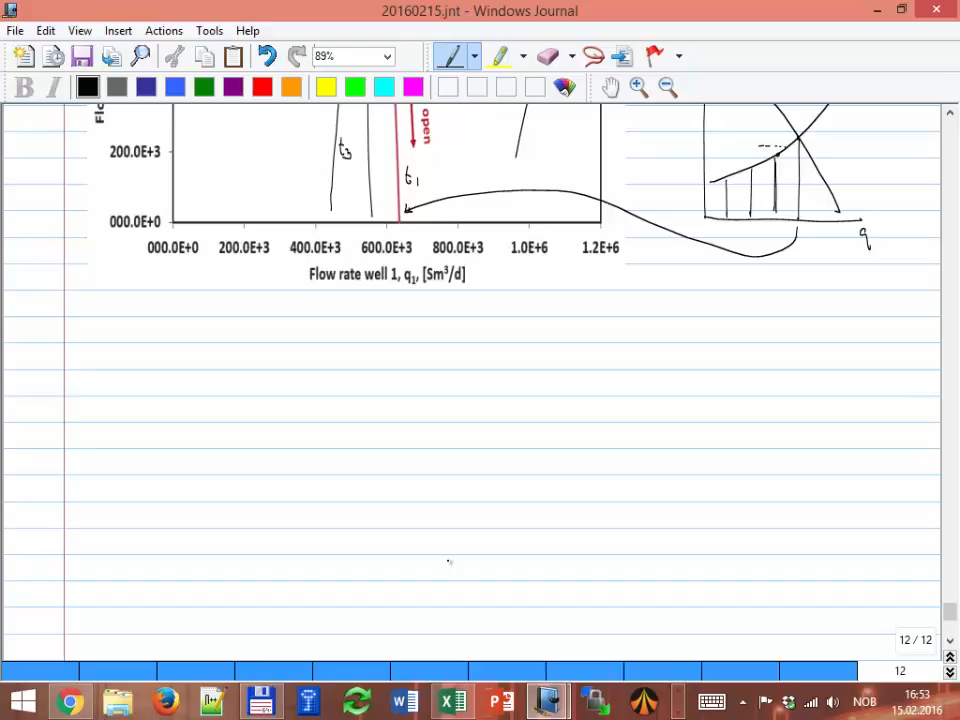 20160215.jnt - Windows Journal
File Edit View Insert Actions Tools Help
89%
B I
open
200.0E+3
t3
t1
000.0E+0
q
000.0E+0 200.0E+3 400.0E+3 600.0E+3 800.0E+3 1.0E+6 1.2E+6
Flow rate well 1, q1, [Sm³/d]
12 / 12
12
NOB
16:53
15.02.2016